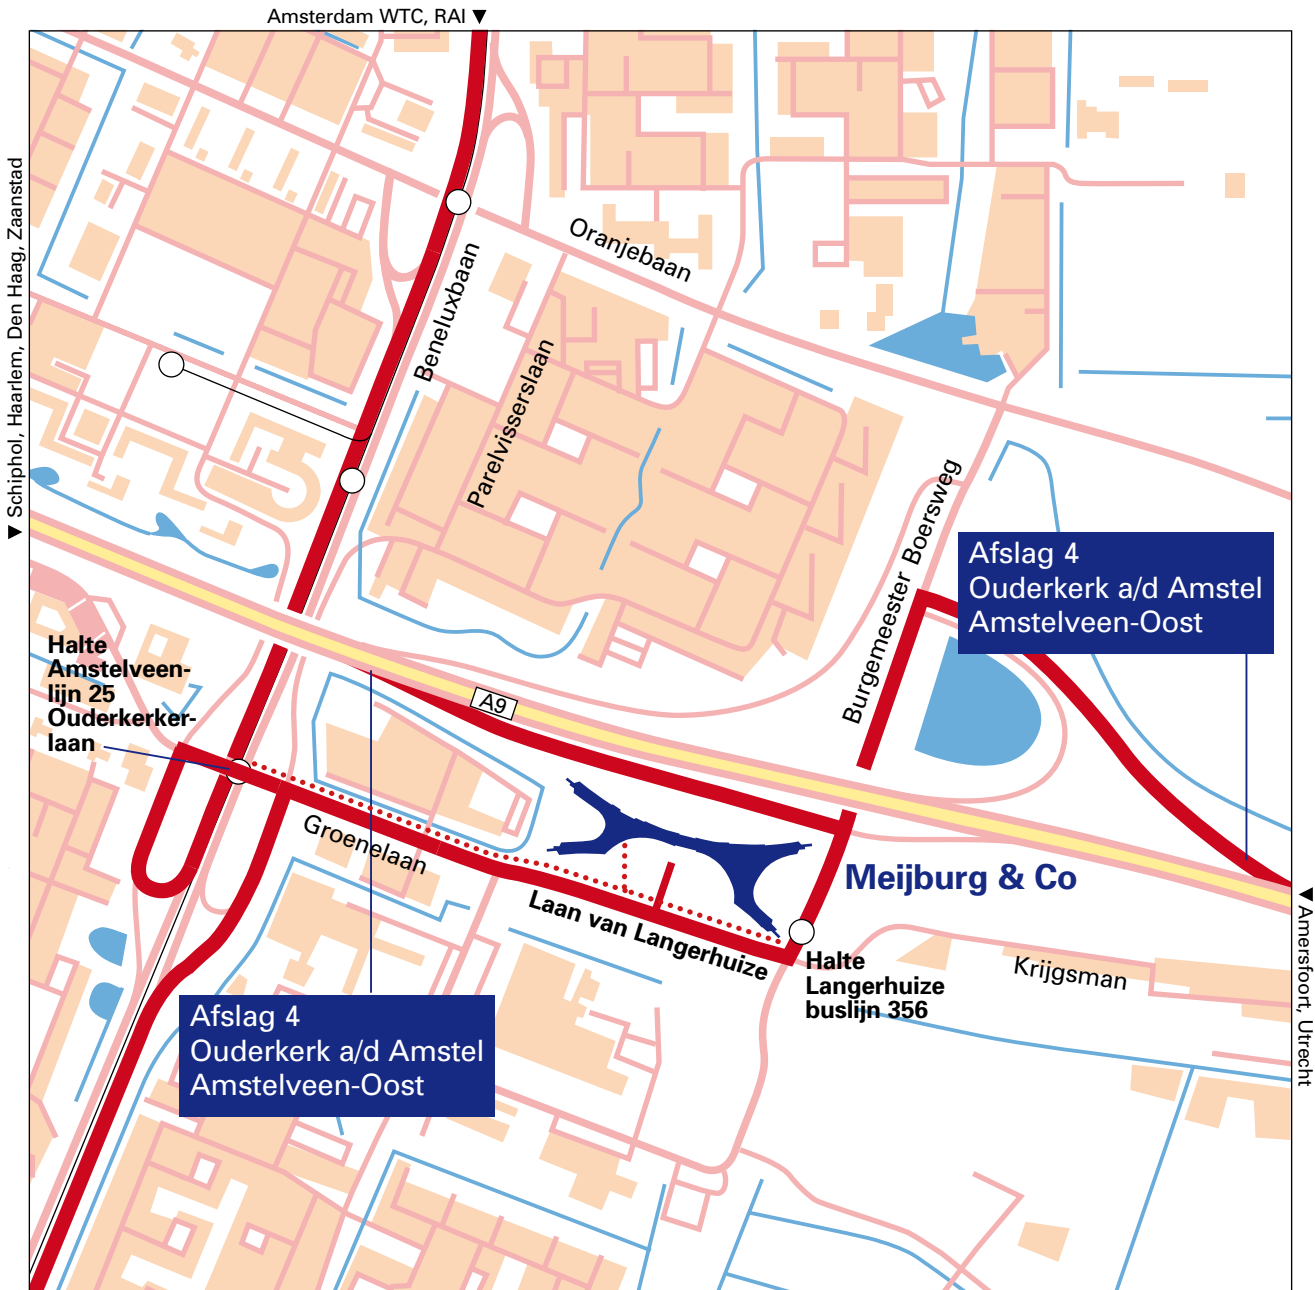 Amsterdam WTC, RAI ▼
▼ Schiphol, Haarlem, Den Haag, Zaanstad
Oranjebaan
Beneluxbaan
Parelvisserslaan
Burgemeester Boersweg
Afslag 4
Ouderkerk a/d Amstel
Amstelveen-Oost
Halte
Amstelveen-
lijn 25
Ouderkerker-
laan
A9
Groenelaan
Meijburg & Co
Laan van Langerhuize
Halte
Langerhuize
buslijn 356
Krijgsman
▼ Amersfoort, Utrecht
Afslag 4
Ouderkerk a/d Amstel
Amstelveen-Oost